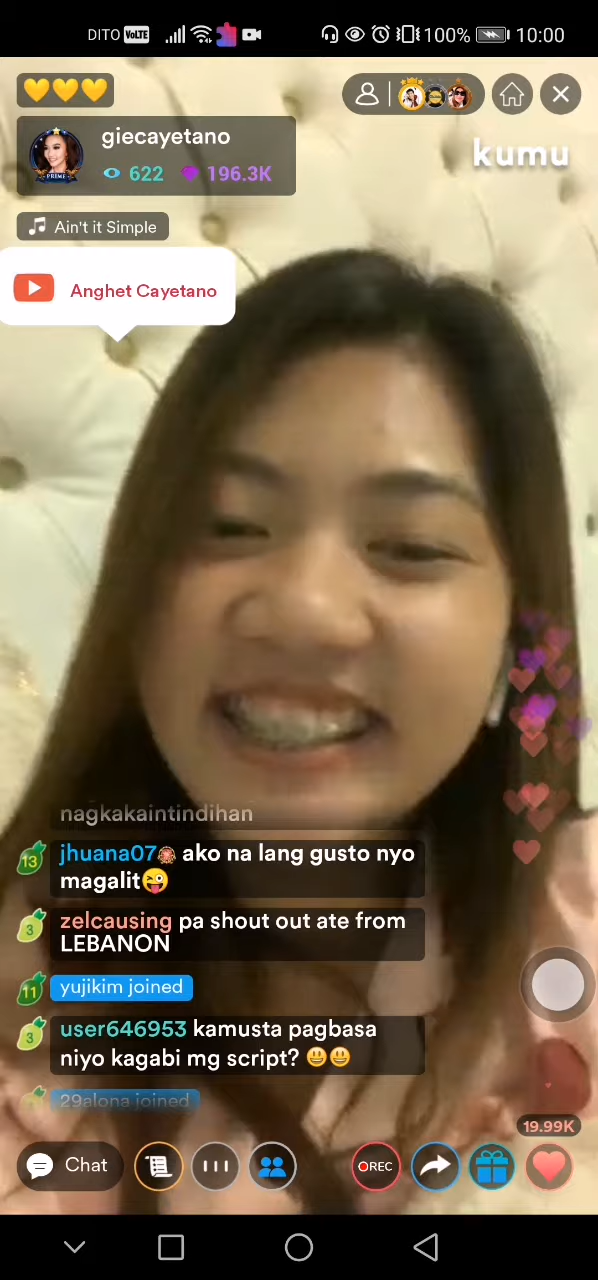 DITO VoLTE 100% 10:00
💛💛💛
giecayetano
622 196.3K
PRIME
kumu
Ain't it Simple
Anghet Cayetano
nagkakaintindihan
13 jhuana07 ako na lang gusto nyo
magalit😜
3 zelcausing pa shout out ate from
LEBANON
11 yujikim joined
3 user646953 kamusta pagbasa
niyo kagabi mg script? 😃😃
29alona joined
19.99K
Chat REC